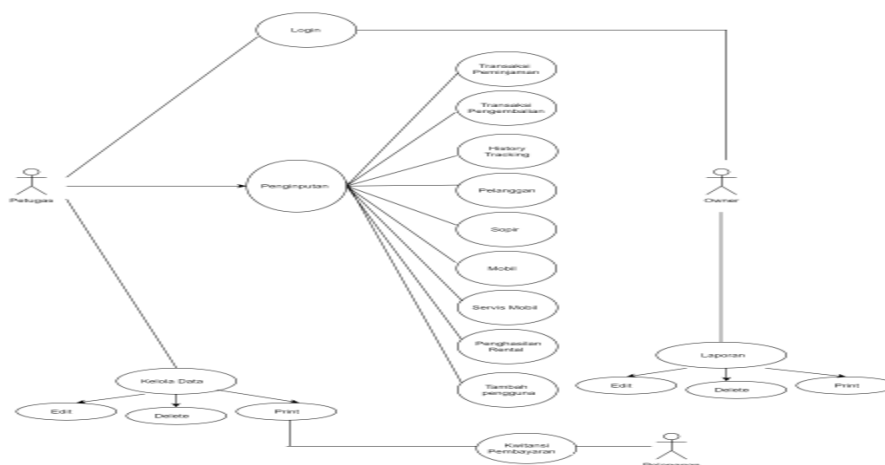 Login
Transaksi
Peminjaman
Transaksi
Pengembalian
History
Tracking
Petugas
Penginputan
Pelanggan
Owner
Sopir
Mobil
Servis Mobil
Penghasilan
Rental
Laporan
Kelola Data
Tambah
pengguna
Edit
Delete
Print
Edit
Delete
Print
Kwitansi
Pembayaran